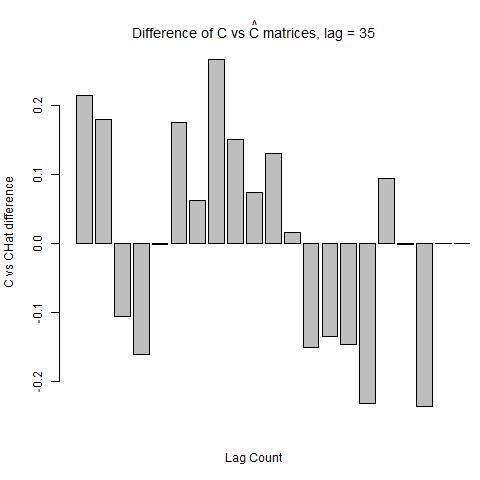 Difference of C vs Ĉ matrices, lag = 35
C vs CHat difference
0.2
0.1
0.0
-0.1
-0.2
Lag Count